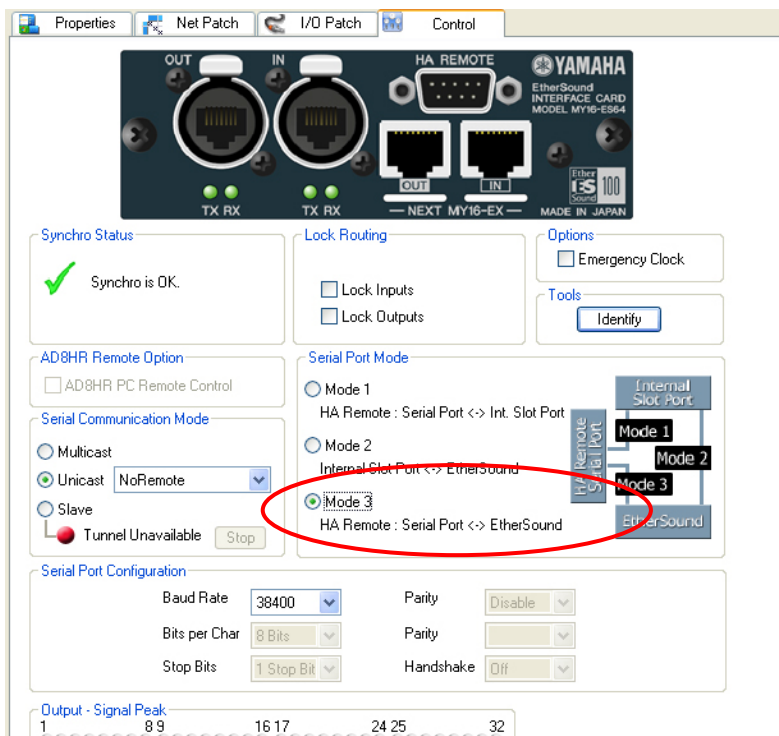 Properties
Net Patch
I/O Patch
Control
OUT
IN
HA REMOTE
YAMAHA
EtherSound
INTERFACE CARD
MODEL MY16-ES64
OUT
IN
Ether
ES 100
Sound
TX RX
TX RX
NEXT MY16-EX
MADE IN JAPAN
Synchro Status
Synchro is OK.
Lock Routing
Lock Inputs
Lock Outputs
Options
Emergency Clock
Tools
Identify
AD8HR Remote Option
AD8HR PC Remote Control
Serial Communication Mode
Multicast
Unicast NoRemote
Slave
Tunnel Unavailable Stop
Serial Port Mode
Mode 1
HA Remote : Serial Port <-> Int. Slot Port
Mode 2
Internal Slot Port <-> EtherSound
Mode 3
HA Remote : Serial Port <-> EtherSound
Internal
Slot Port
HA Remote
Serial Port
Mode 1
Mode 2
Mode 3
EtherSound
Serial Port Configuration
Baud Rate 38400 Parity Disable
Bits per Char 8 Bits Parity
Stop Bits 1 Stop Bit Handshake Off
Output - Signal Peak
1 8 9 16 17 24 25 32